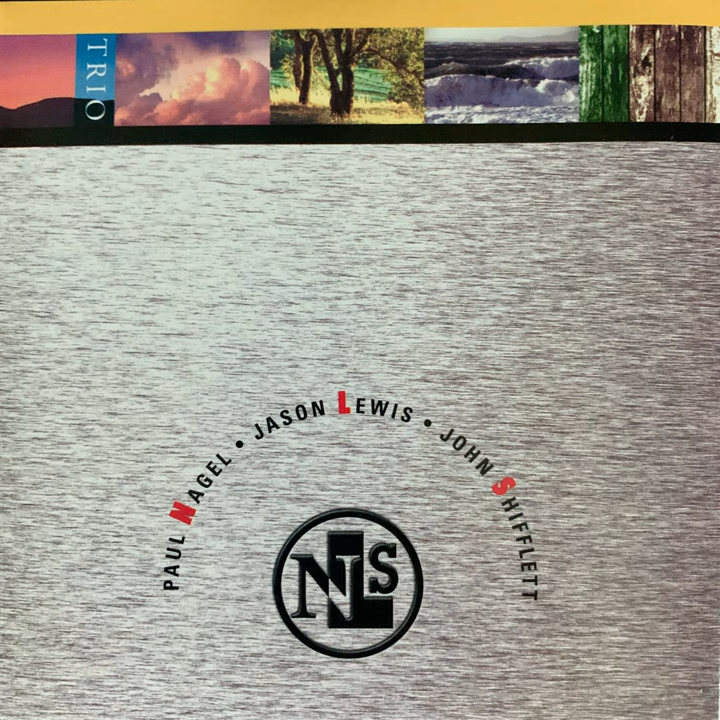 TRIO
PAUL NAGEL • JASON LEWIS • JOHN SHIFFLETT
NLS